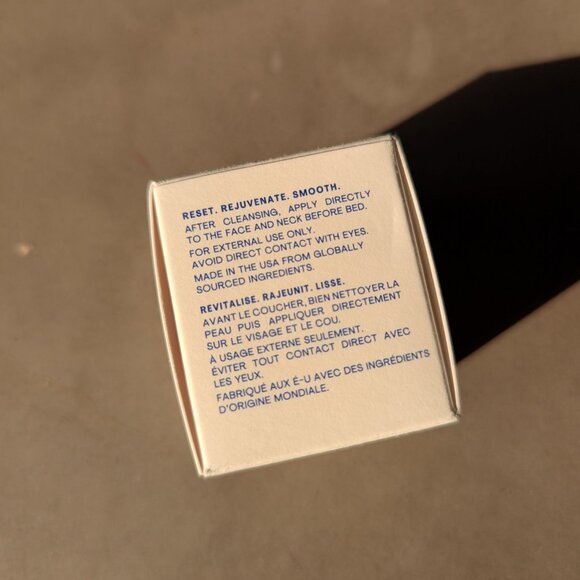 RESET. REJUVENATE. SMOOTH.
AFTER CLEANSING, APPLY DIRECTLY
TO THE FACE AND NECK BEFORE BED.
FOR EXTERNAL USE ONLY.
AVOID DIRECT CONTACT WITH EYES.
MADE IN THE USA FROM GLOBALLY
SOURCED INGREDIENTS.
REVITALISE. RAJEUNIT. LISSE.
AVANT LE COUCHER, BIEN NETTOYER LA
PEAU PUIS APPLIQUER DIRECTEMENT
SUR LE VISAGE ET LE COU.
À USAGE EXTERNE SEULEMENT.
ÉVITER TOUT CONTACT DIRECT AVEC
LES YEUX.
FABRIQUÉ AUX É-U AVEC DES INGRÉDIENTS
D'ORIGINE MONDIALE.